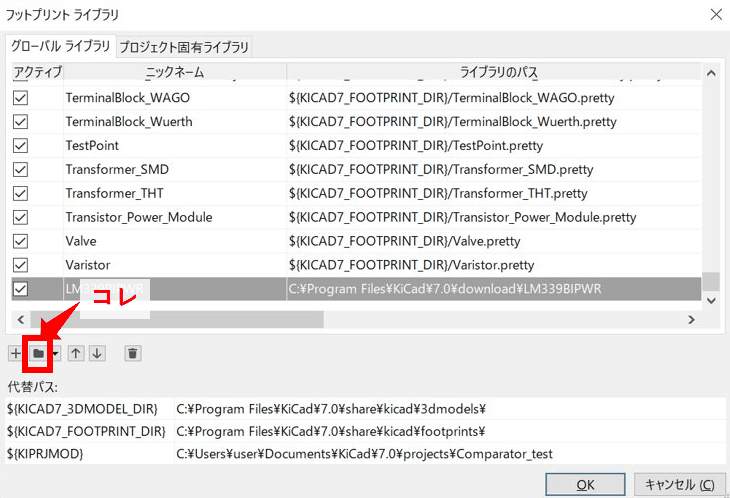 フットプリント ライブラリ
グローバル ライブラリ プロジェクト固有ライブラリ
アクティブ ニックネーム ライブラリのパス
TerminalBlock_WAGO ${KICAD7_FOOTPRINT_DIR}/TerminalBlock_WAGO.pretty
TerminalBlock_Wuerth ${KICAD7_FOOTPRINT_DIR}/TerminalBlock_Wuerth.pretty
TestPoint ${KICAD7_FOOTPRINT_DIR}/TestPoint.pretty
Transformer_SMD ${KICAD7_FOOTPRINT_DIR}/Transformer_SMD.pretty
Transformer_THT ${KICAD7_FOOTPRINT_DIR}/Transformer_THT.pretty
Transistor_Power_Module ${KICAD7_FOOTPRINT_DIR}/Transistor_Power_Module.pretty
Valve ${KICAD7_FOOTPRINT_DIR}/Valve.pretty
Varistor ${KICAD7_FOOTPRINT_DIR}/Varistor.pretty
LM339BIPWR C:¥Program Files¥KiCad¥7.0¥download¥LM339BIPWR
コレ
代替パス:
${KICAD7_3DMODEL_DIR} C:¥Program Files¥KiCad¥7.0¥share¥kicad¥3dmodels¥
${KICAD7_FOOTPRINT_DIR} C:¥Program Files¥KiCad¥7.0¥share¥kicad¥footprints¥
${KIPRJMOD} C:¥Users¥user¥Documents¥KiCad¥7.0¥projects¥Comparator_test
OK キャンセル (C)